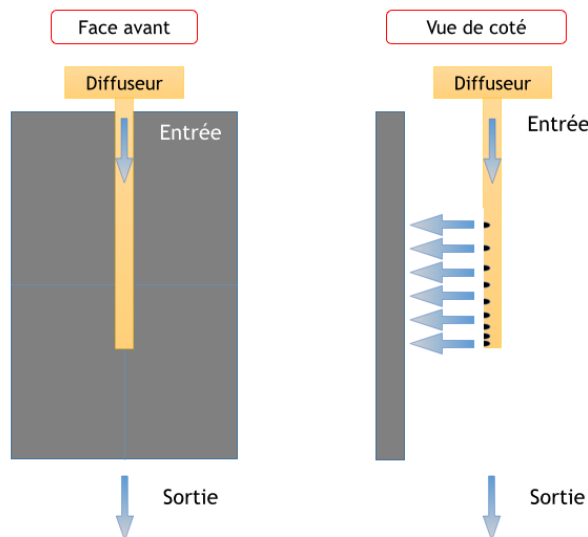 Face avant
Vue de coté
Diffuseur
Diffuseur
Entrée
Entrée
Sortie
Sortie